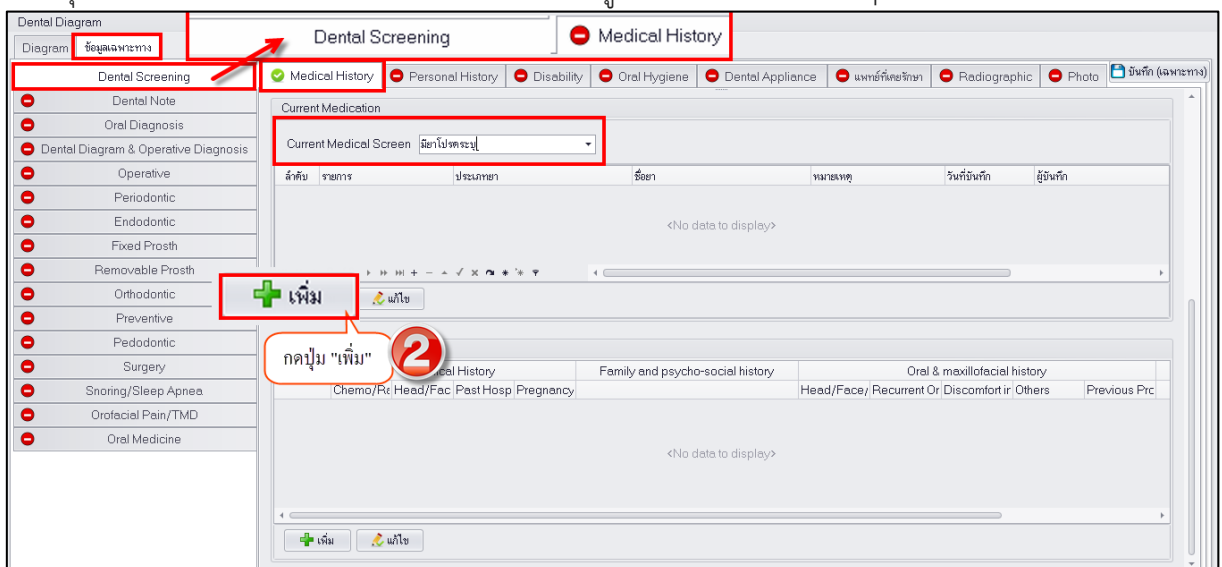 Dental Diagram
Diagram ข้อมูลเฉพาะทาง
Dental Screening Medical History
Dental Screening
Dental Note
Oral Diagnosis
Dental Diagram & Operative Diagnosis
Operative
Periodontic
Endodontic
Fixed Prosth
Removable Prosth
Orthodontic
Preventive
Pedodontic
Surgery
Snoring/Sleep Apnea
Orofacial Pain/TMD
Oral Medicine
Medical History Personal History Disability Oral Hygiene Dental Appliance แพทย์ที่เคยรักษา Radiographic Photo บันทึก (เฉพาะทาง)
Current Medication
Current Medical Screen มียาโปรดระบุ
ลำดับ รายการ ประเภทยา ชื่อยา หมายเหตุ วันที่บันทึก ผู้บันทึก
<No data to display>
เพิ่ม แก้ไข
กดปุ่ม "เพิ่ม" 2
cal History Family and psycho-social history Oral & maxillofacial history
Chemo/Ra Head/Fac Past Hosp Pregnancy Head/Face/ Recurrent Or Discomfort ir Others Previous Prc
<No data to display>
เพิ่ม แก้ไข